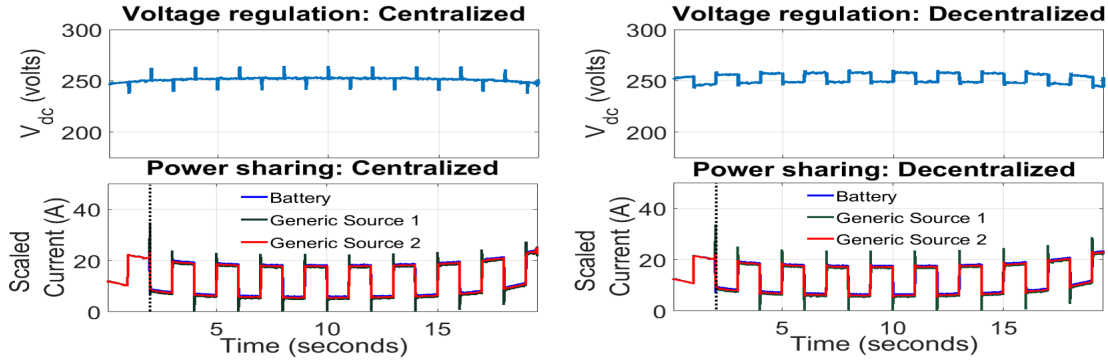 Voltage regulation: Centralized
300
250
200
V_dc (volts)
Power sharing: Centralized
40
20
0
Scaled
Current (A)
Battery
Generic Source 1
Generic Source 2
5
10
15
Time (seconds)
Voltage regulation: Decentralized
300
250
200
V_dc (volts)
Power sharing: Decentralized
40
20
0
Scaled
Current (A)
Battery
Generic Source 1
Generic Source 2
5
10
15
Time (seconds)